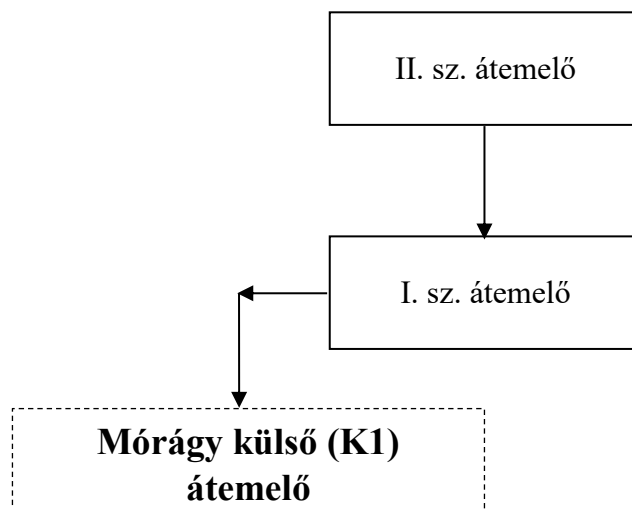 II. sz. átemelő
I. sz. átemelő
Mórágy külső (K1)
átemelő